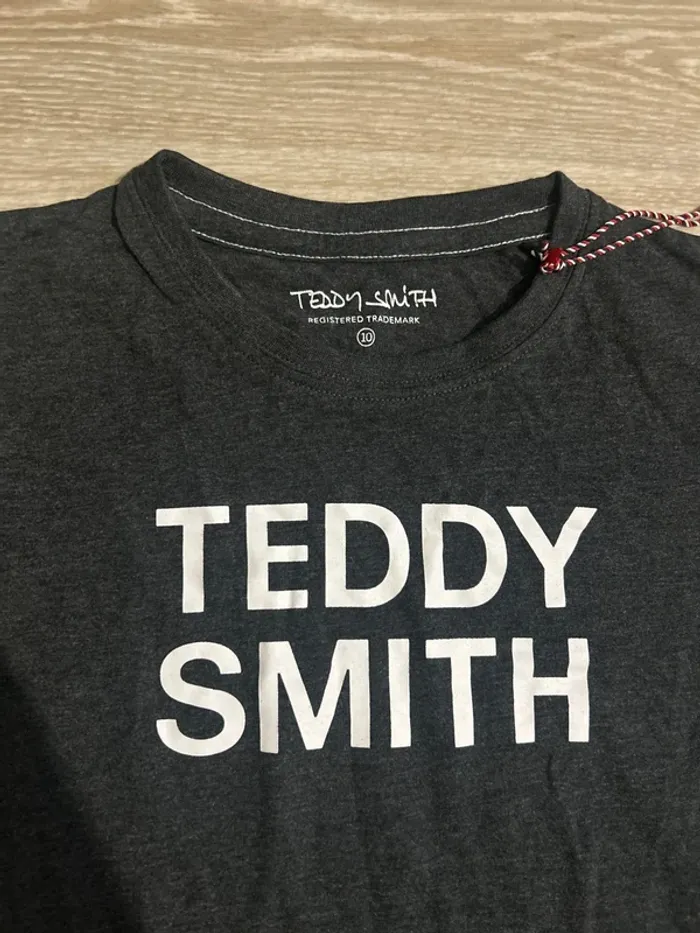 TEDDY SMITH
REGISTERED TRADEMARK
10
TEDDY
SMITH